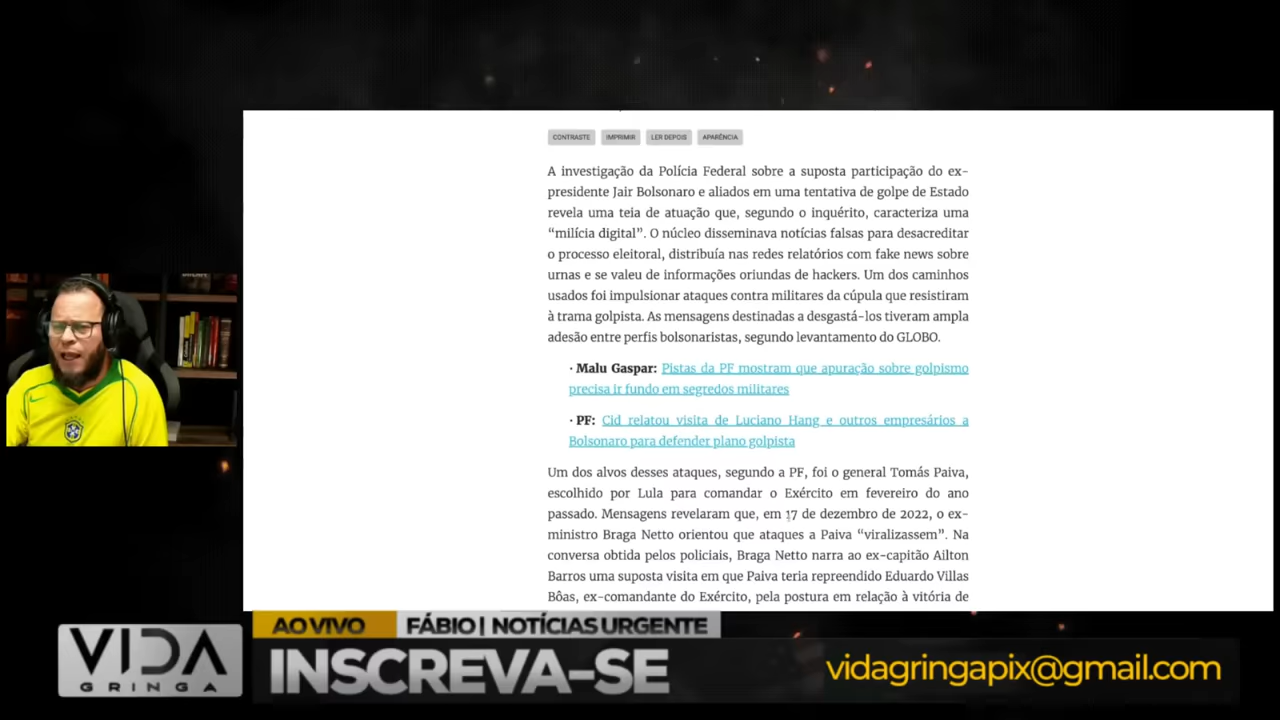 CONTRASTE IMPRIMIR LER DEPOIS APARÊNCIA
A investigação da Polícia Federal sobre a suposta participação do ex-
presidente Jair Bolsonaro e aliados em uma tentativa de golpe de Estado
revela uma teia de atuação que, segundo o inquérito, caracteriza uma
“milícia digital”. O núcleo disseminava notícias falsas para desacreditar
o processo eleitoral, distribuía nas redes relatórios com fake news sobre
urnas e se valeu de informações oriundas de hackers. Um dos caminhos
usados foi impulsionar ataques contra militares da cúpula que resistiram
à trama golpista. As mensagens destinadas a desgastá-los tiveram ampla
adesão entre perfis bolsonaristas, segundo levantamento do GLOBO.
· Malu Gaspar: Pistas da PF mostram que apuração sobre golpismo
precisa ir fundo em segredos militares
· PF: Cid relatou visita de Luciano Hang e outros empresários a
Bolsonaro para defender plano golpista
Um dos alvos desses ataques, segundo a PF, foi o general Tomás Paiva,
escolhido por Lula para comandar o Exército em fevereiro do ano
passado. Mensagens revelaram que, em 17 de dezembro de 2022, o ex-
ministro Braga Netto orientou que ataques a Paiva “viralizassem”. Na
conversa obtida pelos policiais, Braga Netto narra ao ex-capitão Ailton
Barros uma suposta visita em que Paiva teria repreendido Eduardo Villas
Bôas, ex-comandante do Exército, pela postura em relação à vitória de
AO VIVO FÁBIO | NOTÍCIAS URGENTE
VIDA
GRINGA
INSCREVA-SE
vidagringapix@gmail.com